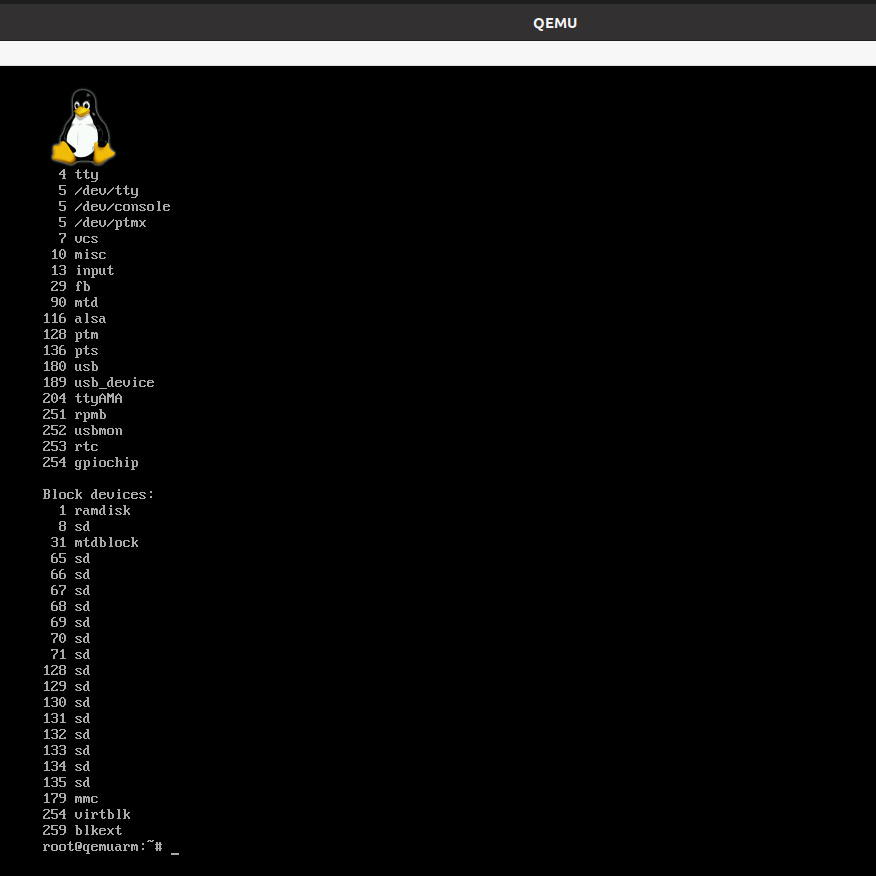 QEMU
4 tty
5 /dev/tty
5 /dev/console
5 /dev/ptmx
7 vcs
10 misc
13 input
29 fb
90 mtd
116 alsa
128 ptm
136 pts
180 usb
189 usb_device
204 ttyAMA
251 rpmb
252 usbmon
253 rtc
254 gpiochip
Block devices:
1 ramdisk
8 sd
31 mtdblock
65 sd
66 sd
67 sd
68 sd
69 sd
70 sd
71 sd
128 sd
129 sd
130 sd
131 sd
132 sd
133 sd
134 sd
135 sd
179 mmc
254 virtblk
259 blkext
root@qemuarm:~# _